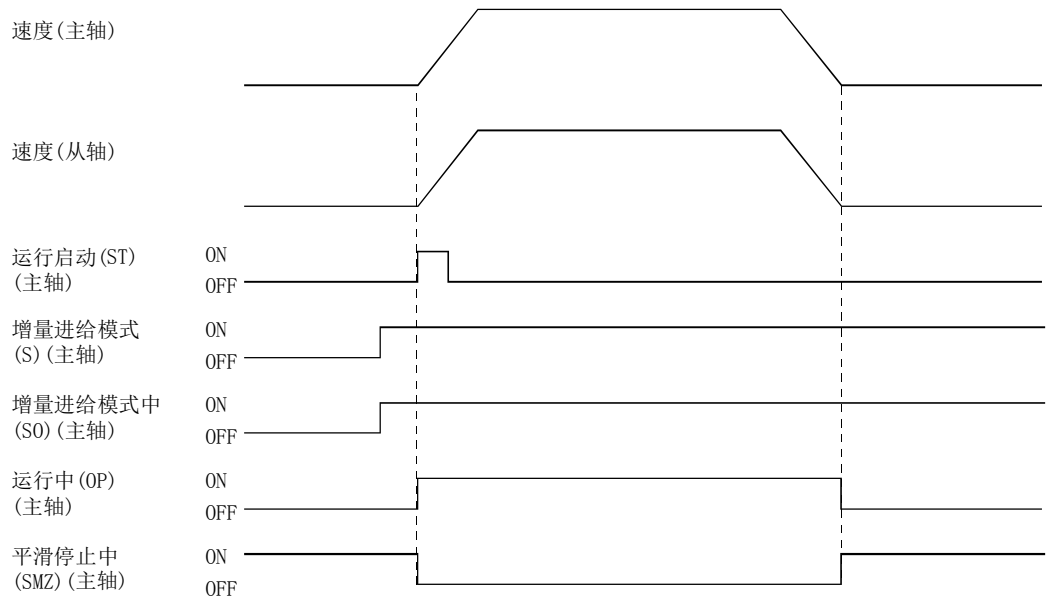 速度(主轴)
速度(从轴)
运行启动(ST)
(主轴)
ON
OFF
增量进给模式
(S)(主轴)
ON
OFF
增量进给模式中
(SO)(主轴)
ON
OFF
运行中(OP)
(主轴)
ON
OFF
平滑停止中
(SMZ)(主轴)
ON
OFF